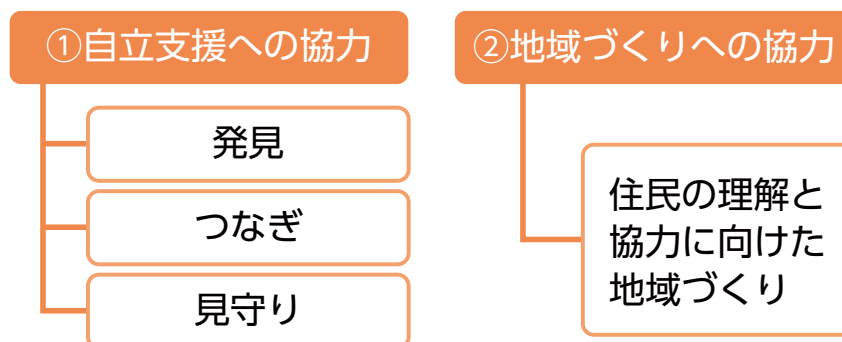 ①自立支援への協力
発見
つなぎ
見守り
②地域づくりへの協力
住民の理解と
協力に向けた
地域づくり